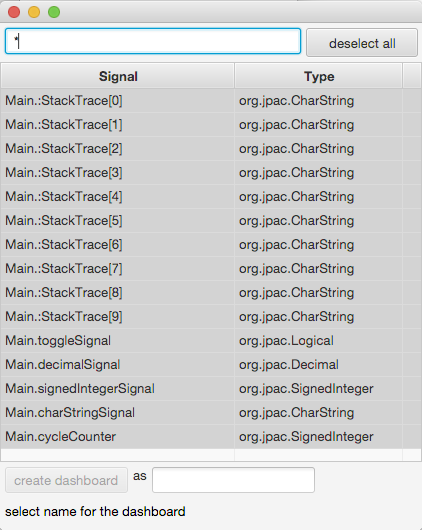 * deselect all
Signal Type
Main.:StackTrace[0] org.jpac.CharString
Main.:StackTrace[1] org.jpac.CharString
Main.:StackTrace[2] org.jpac.CharString
Main.:StackTrace[3] org.jpac.CharString
Main.:StackTrace[4] org.jpac.CharString
Main.:StackTrace[5] org.jpac.CharString
Main.:StackTrace[6] org.jpac.CharString
Main.:StackTrace[7] org.jpac.CharString
Main.:StackTrace[8] org.jpac.CharString
Main.:StackTrace[9] org.jpac.CharString
Main.toggleSignal org.jpac.Logical
Main.decimalSignal org.jpac.Decimal
Main.signedIntegerSignal org.jpac.SignedInteger
Main.charStringSignal org.jpac.CharString
Main.cycleCounter org.jpac.SignedInteger
create dashboard as
select name for the dashboard